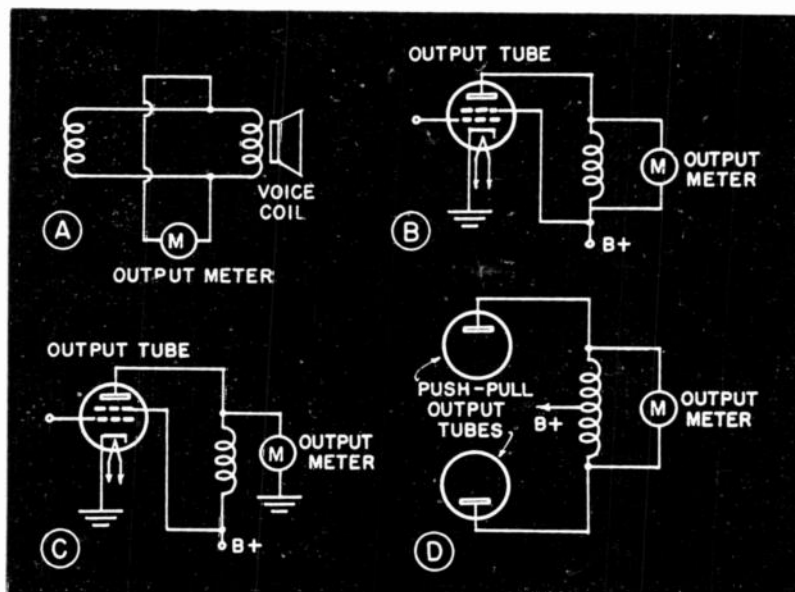 VOICE
COIL
M
OUTPUT METER
A
OUTPUT TUBE
M
OUTPUT
METER
B+
B
OUTPUT TUBE
M
OUTPUT
METER
B+
C
PUSH-PULL
OUTPUT
TUBES
B+
M
OUTPUT
METER
D